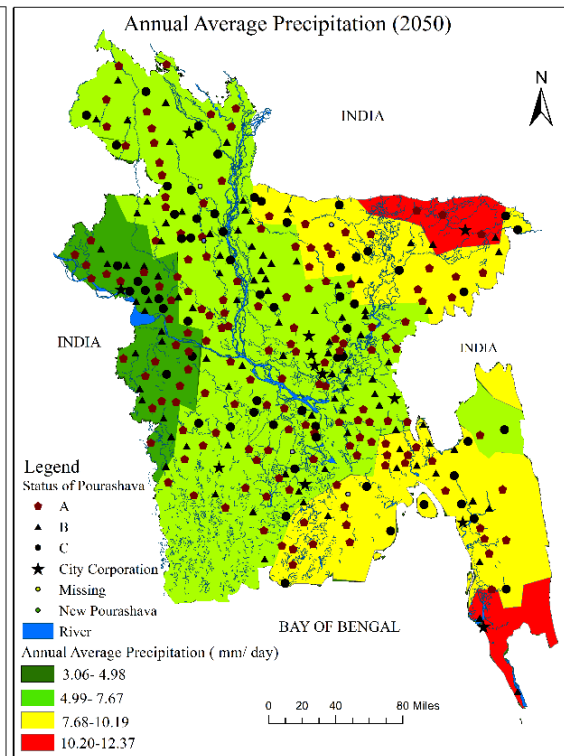 Annual Average Precipitation (2050)
N
INDIA
INDIA
INDIA
Legend
Status of Pourashava
A
B
C
City Corporation
Missing
New Pourashava
River
Annual Average Precipitation ( mm/ day)
3.06- 4.98
4.99- 7.67
7.68-10.19
10.20-12.37
BAY OF BENGAL
0 20 40 80 Miles